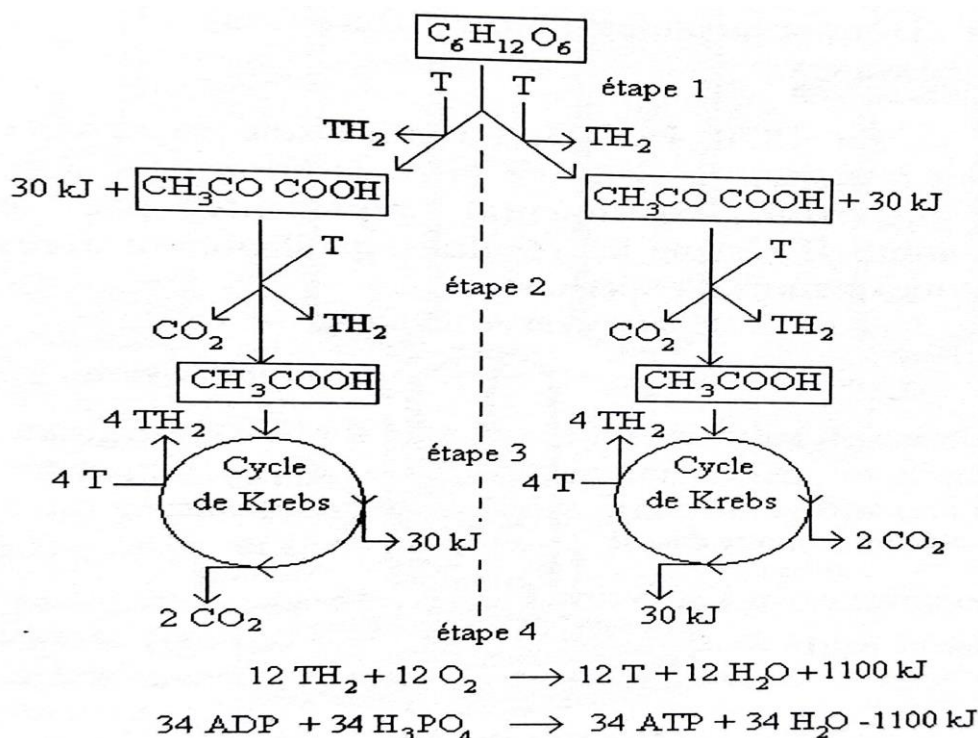 C₆H₁₂O₆
T T étape 1
TH₂ TH₂
30 kJ + CH₃CO COOH CH₃CO COOH + 30 kJ
T T
étape 2
CO₂ TH₂ CO₂ TH₂
CH₃COOH CH₃COOH
4 TH₂ 4 TH₂
étape 3
4 T Cycle de Krebs 4 T Cycle de Krebs
30 kJ 2 CO₂
2 CO₂ 30 kJ
étape 4
12 TH₂ + 12 O₂ → 12 T + 12 H₂O + 1100 kJ
34 ADP + 34 H₃PO₄ → 34 ATP + 34 H₂O - 1100 kJ